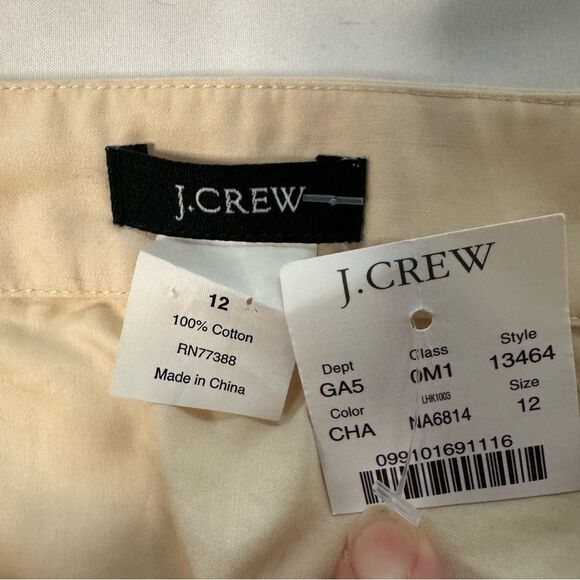 J.CREW
12
100% Cotton
RN77388
Made in China
J.CREW
Dept Class Style
GA5 0M1 13464
Color LHK1003 Size
CHA NA6814 12
099101691116